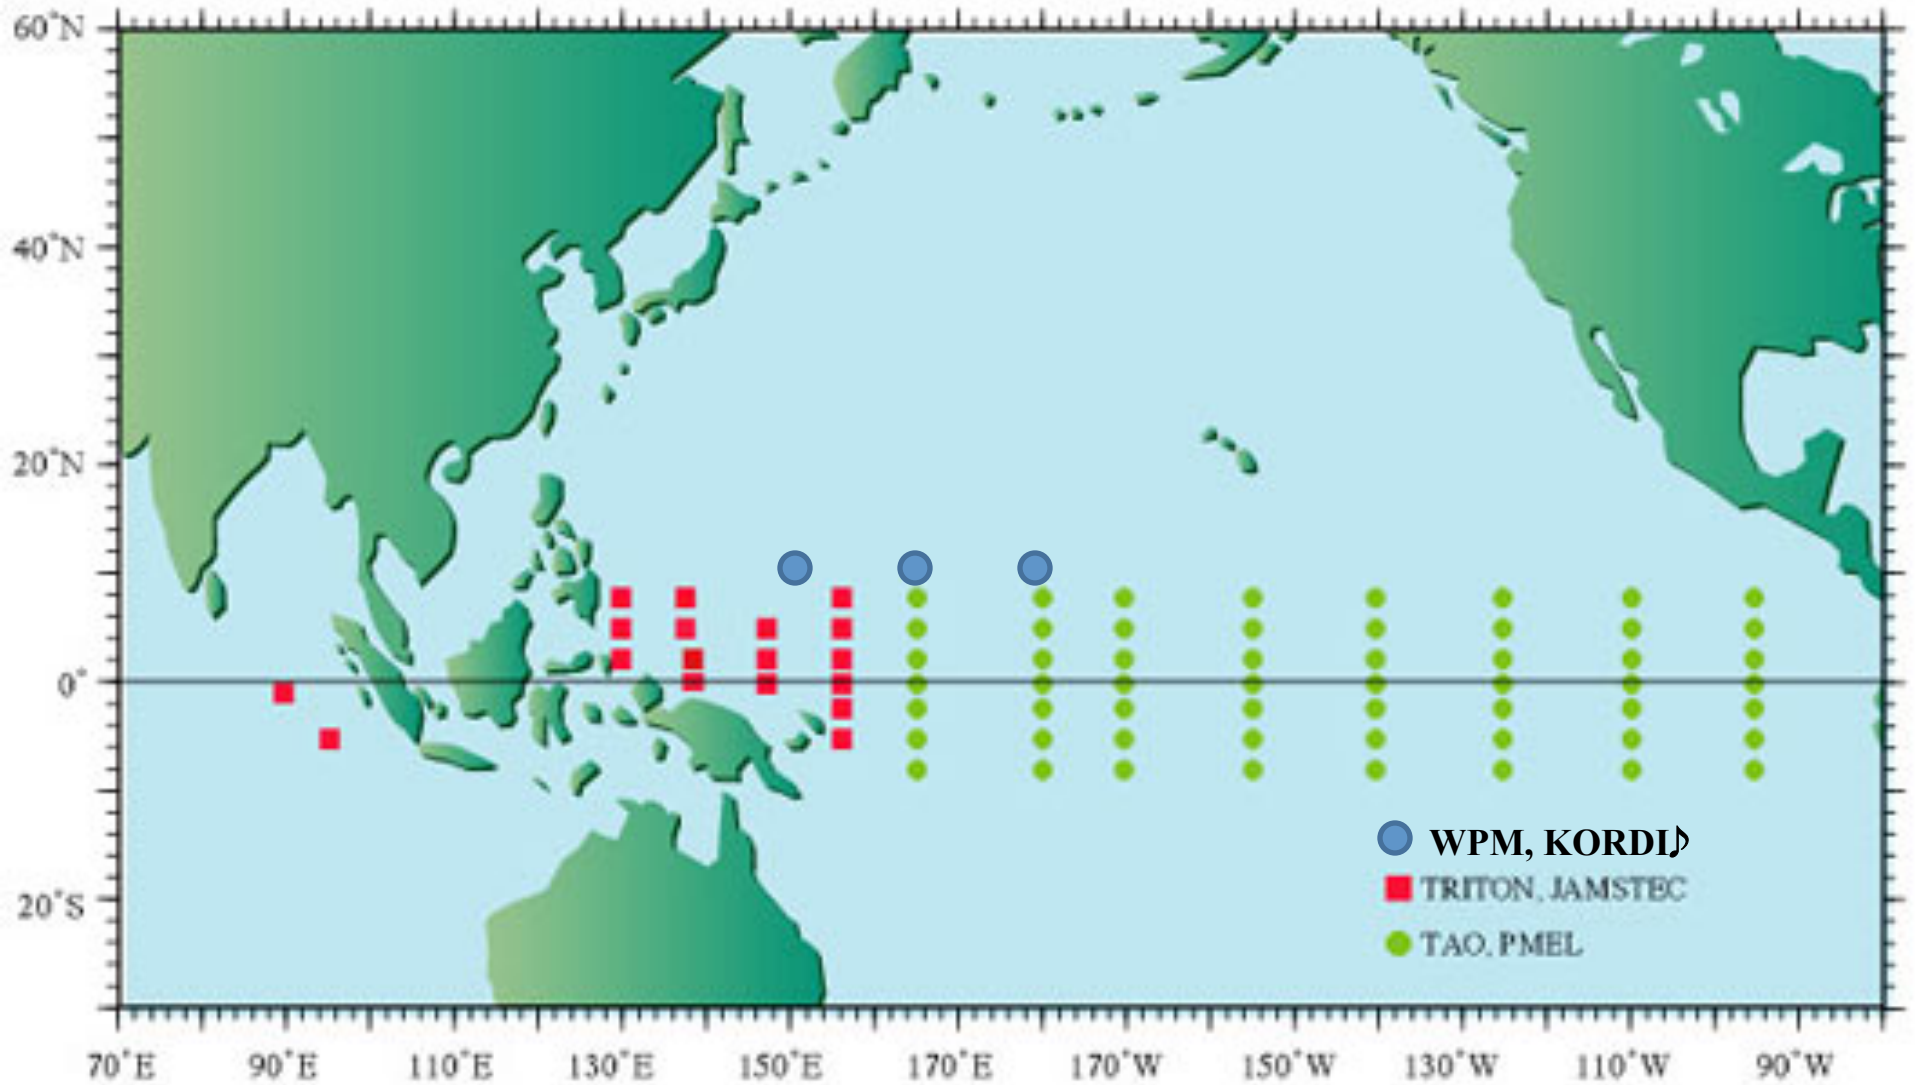 60°N
40°N
20°N
0°
20°S
WPM, KORDI♪
TRITON, JAMSTEC
TAO, PMEL
70°E 90°E 110°E 130°E 150°E 170°E 170°W 150°W 130°W 110°W 90°W